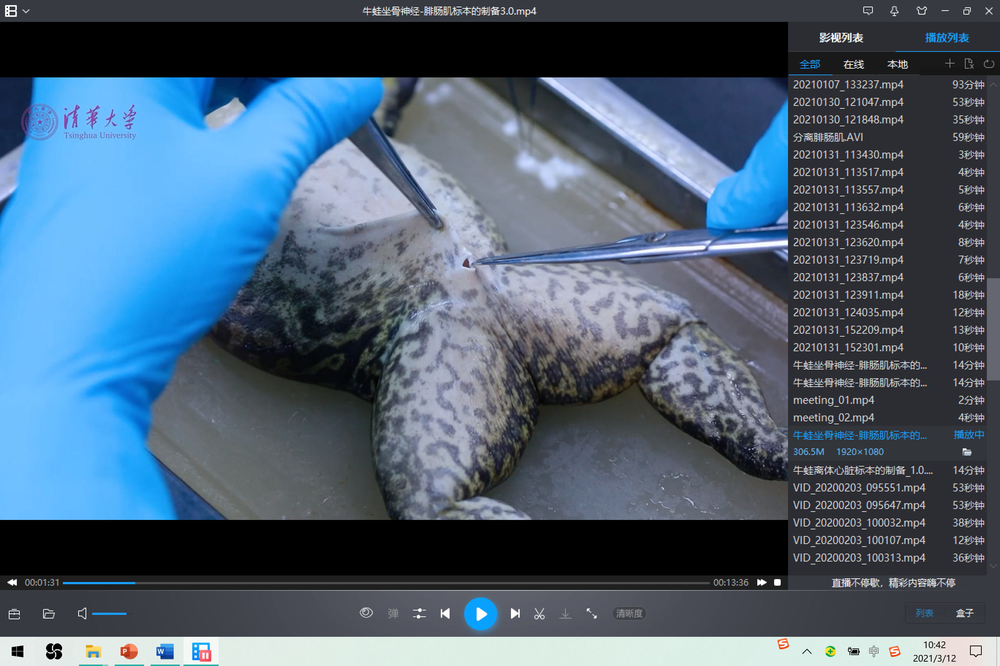 牛蛙坐骨神经-腓肠肌标本的制备3.0.mp4
清華大学
Tsinghua University
影视列表
播放列表
全部
在线
本地
20210107_133237.mp4 93分钟
20210130_121047.mp4 53秒钟
20210130_121848.mp4 35秒钟
分离腓肠肌.AVI 59秒钟
20210131_113430.mp4 3秒钟
20210131_113517.mp4 4秒钟
20210131_113557.mp4 5秒钟
20210131_113632.mp4 6秒钟
20210131_123546.mp4 4秒钟
20210131_123620.mp4 8秒钟
20210131_123719.mp4 7秒钟
20210131_123837.mp4 6秒钟
20210131_123911.mp4 18秒钟
20210131_124035.mp4 12秒钟
20210131_152209.mp4 13秒钟
20210131_152301.mp4 10秒钟
牛蛙坐骨神经-腓肠肌标本的... 14分钟
牛蛙坐骨神经-腓肠肌标本的... 14分钟
meeting_01.mp4 2分钟
meeting_02.mp4 4秒钟
牛蛙坐骨神经-腓肠肌标本的... 播放中
306.5M 1920×1080
牛蛙离体心脏标本的制备_1.0.... 14分钟
VID_20200203_095551.mp4 53秒钟
VID_20200203_095647.mp4 53秒钟
VID_20200203_100032.mp4 38秒钟
VID_20200203_100107.mp4 12秒钟
VID_20200203_100313.mp4 36秒钟
00:01:31
00:13:36
直播不停歇，精彩内容嗨不停
弹
清晰度
列表
盒子
P
W
S
中
S
10:42
2021/3/12